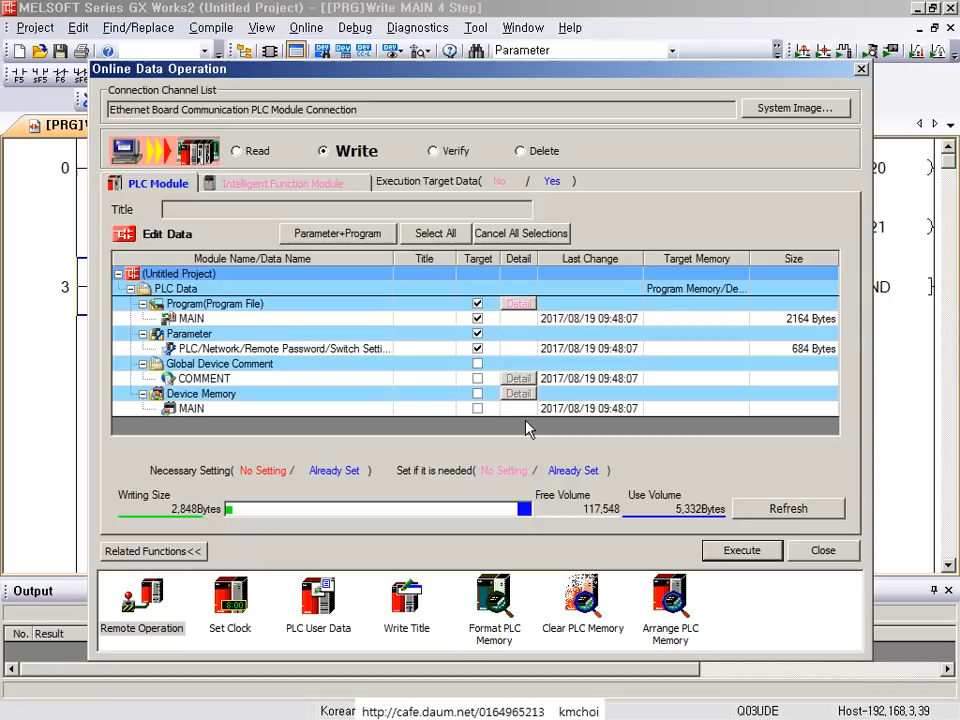 MELSOFT Series GX Works2 (Untitled Project) - [[PRG]Write MAIN 4 Step]
Project Edit Find/Replace Compile View Online Debug Diagnostics Tool Window Help
Parameter
F5 sF5 F6 sF6
Online Data Operation
[PRG]
Connection Channel List
Ethernet Board Communication PLC Module Connection
System Image...
Read Write Verify Delete
PLC Module Intelligent Function Module Execution Target Data( No / Yes )
0
20
Title
21
Edit Data Parameter+Program Select All Cancel All Selections
Module Name/Data Name Title Target Detail Last Change Target Memory Size
(Untitled Project)
3
ND
PLC Data Program Memory/De...
Program(Program File) Detail
MAIN 2017/08/19 09:48:07 2164 Bytes
Parameter
PLC/Network/Remote Password/Switch Setti... 2017/08/19 09:48:07 684 Bytes
Global Device Comment
COMMENT Detail 2017/08/19 09:48:07
Device Memory Detail
MAIN 2017/08/19 09:48:07
Necessary Setting( No Setting / Already Set ) Set if it is needed( No Setting / Already Set )
Writing Size Free Volume Use Volume
2,848Bytes 117,548 5,332Bytes Refresh
Related Functions<< Execute Close
Output
8:00
Remote Operation Set Clock PLC User Data Write Title Format PLC Memory Clear PLC Memory Arrange PLC Memory
No. Result
Korean http://cafe.daum.net/0164965213 kmchoi Q03UDE Host-192,168,3,39